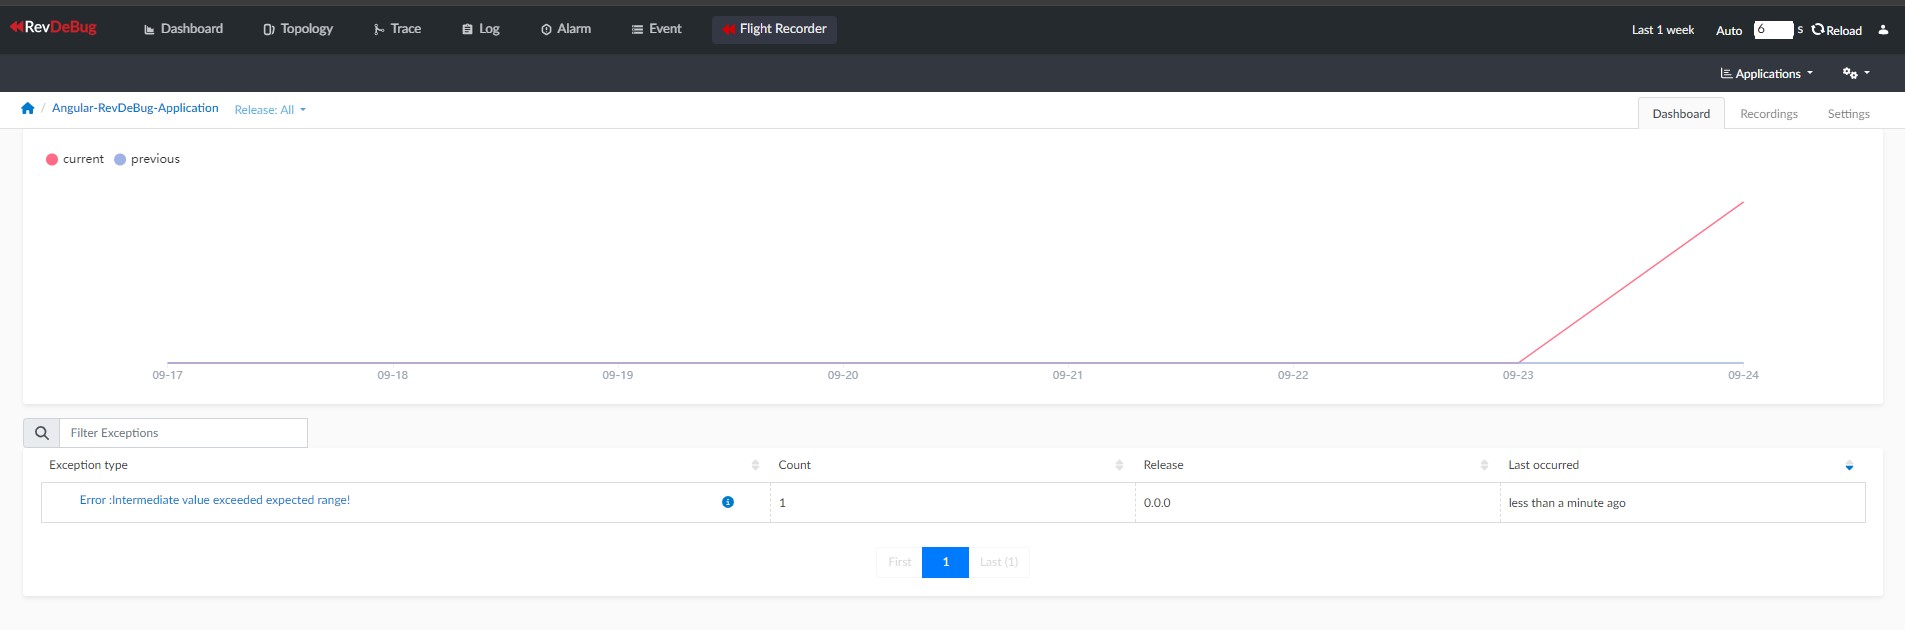 RevDeBug Dashboard Topology Trace Log Alarm Event Flight Recorder Last 1 week Auto 6 s Reload
Applications
Angular-RevDeBug-Application Release: All Dashboard Recordings Settings
current previous
09-17 09-18 09-19 09-20 09-21 09-22 09-23 09-24
Filter Exceptions
Exception type Count Release Last occurred
Error :Intermediate value exceeded expected range! 1 0.0.0 less than a minute ago
First 1 Last (1)